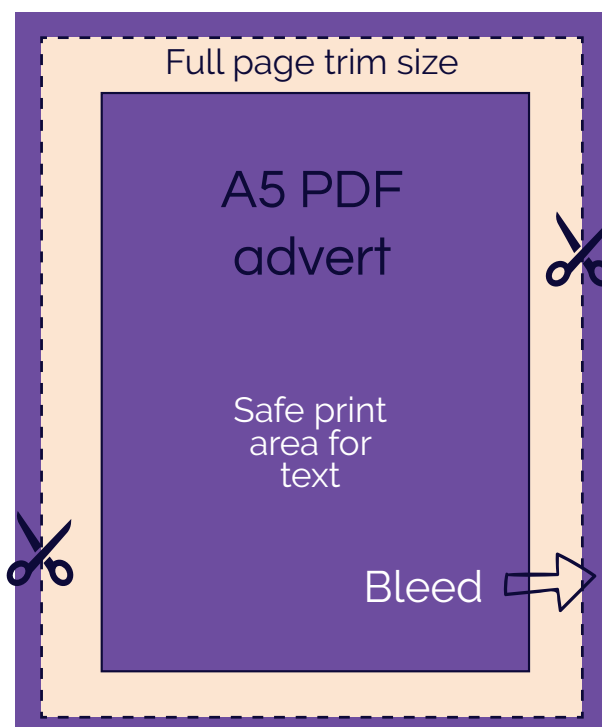 Full page trim size
A5 PDF
advert
Safe print
area for
text
Bleed